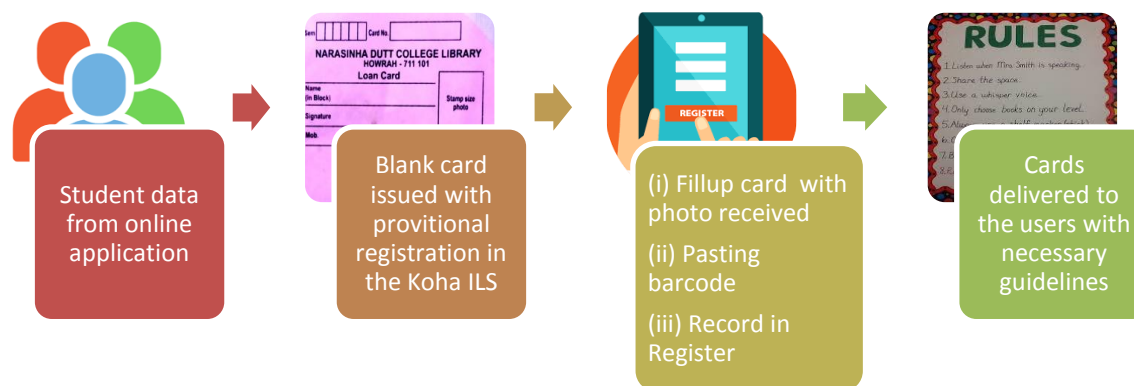 Student data
from online
application
Sem
Card No.
NARASINHA DUTT COLLEGE LIBRARY
HOWRAH - 711 101
Loan Card
Name
(in Block)
Stamp size
photo
Signature
Mob.
Blank card
issued with
provitional
registration in
the Koha ILS
REGISTER
(i) Fillup card with
photo received
(ii) Pasting
barcode
(iii) Record in
Register
RULES
1. Listen when Mrs. Smith is speaking.
2. Share the space.
3. Use a whisper voice.
4. Only choose books on your level.
Cards
delivered to
the users with
necessary
guidelines